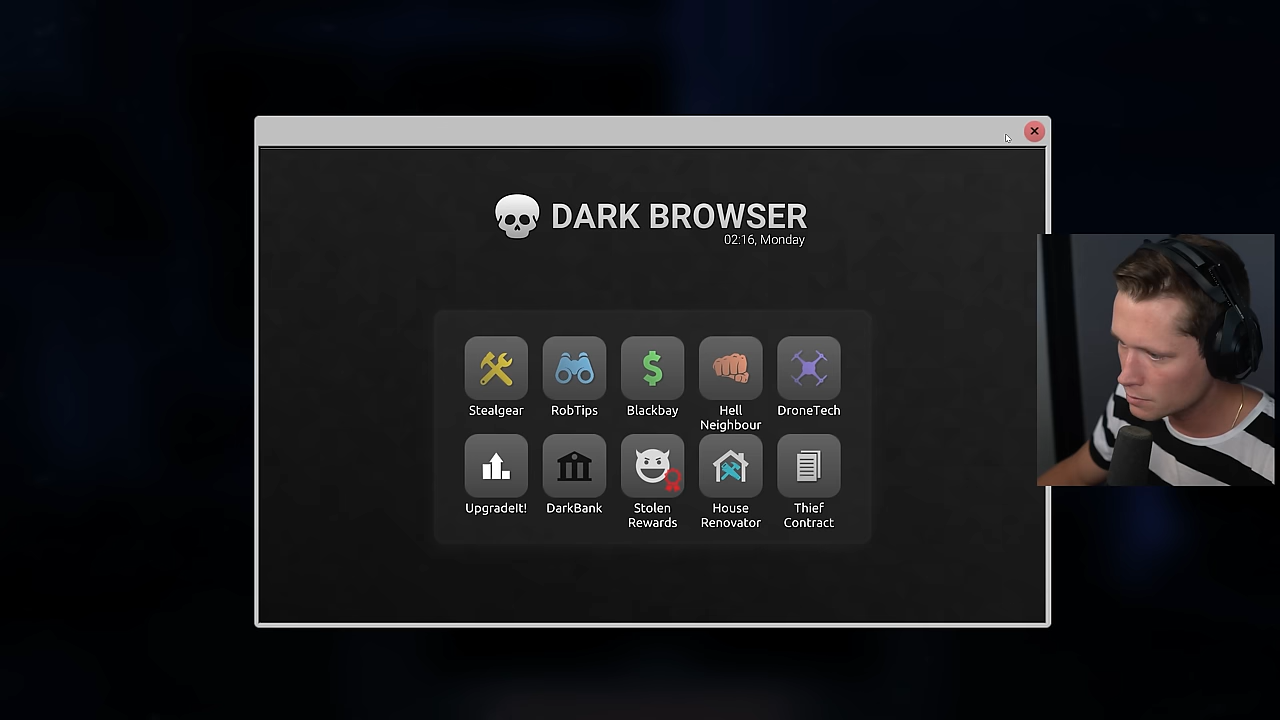 DARK BROWSER
02:16, Monday
Stealgear
RobTips
Blackbay
Hell
Neighbour
DroneTech
UpgradeIt!
DarkBank
Stolen
Rewards
House
Renovator
Thief
Contract